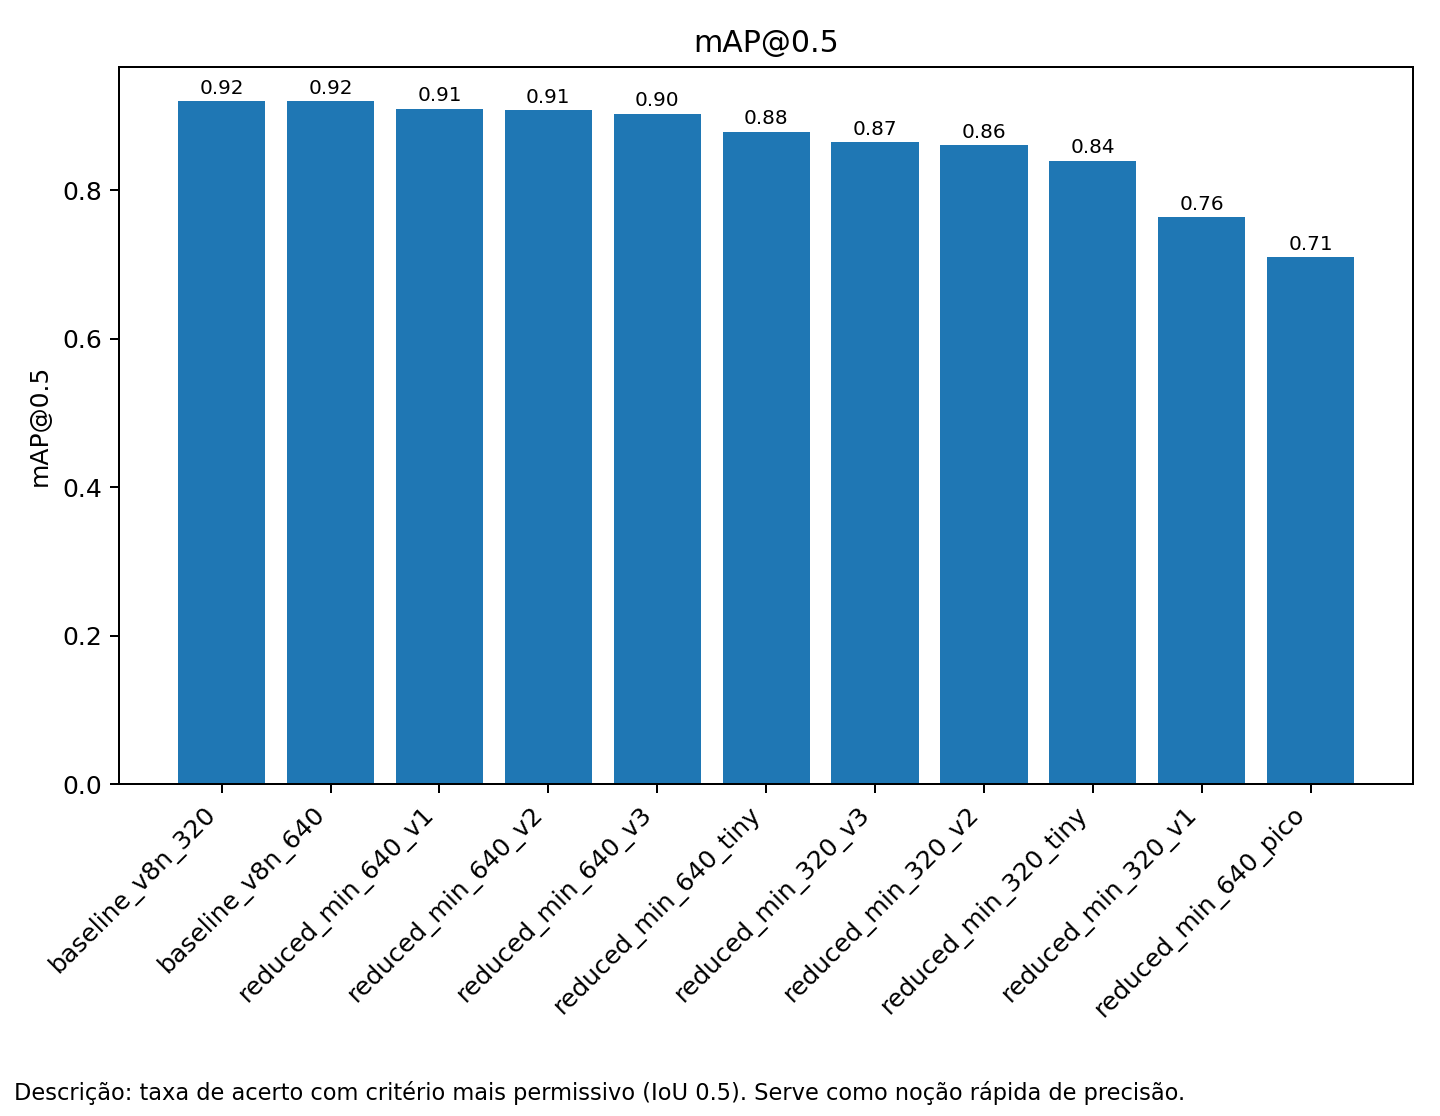 mAP@0.5
0.92
0.92
0.91
0.91
0.90
0.88
0.87
0.86
0.84
0.76
0.71
mAP@0.5
0.8
0.6
0.4
0.2
0.0
baseline_v8n_320
baseline_v8n_640
reduced_min_640_v1
reduced_min_640_v2
reduced_min_640_v3
reduced_min_640_tiny
reduced_min_320_v3
reduced_min_320_v2
reduced_min_320_tiny
reduced_min_320_v1
reduced_min_640_pico
Descrição: taxa de acerto com critério mais permissivo (IoU 0.5). Serve como noção rápida de precisão.